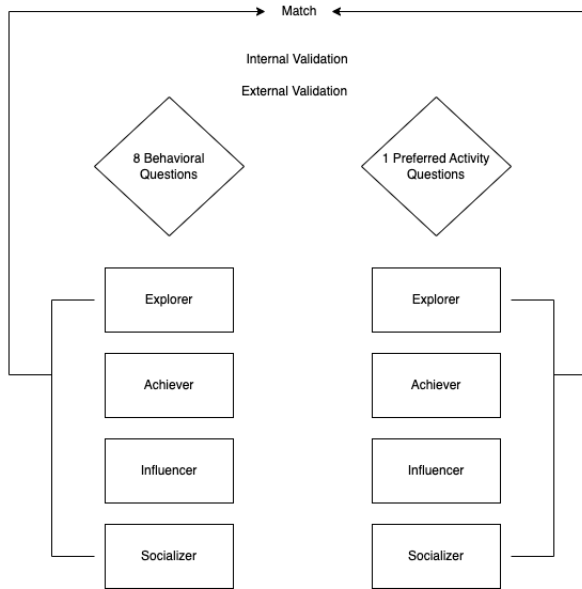 Match
Internal Validation
External Validation
8 Behavioral
Questions
1 Preferred Activity
Questions
Explorer
Explorer
Achiever
Achiever
Influencer
Influencer
Socializer
Socializer